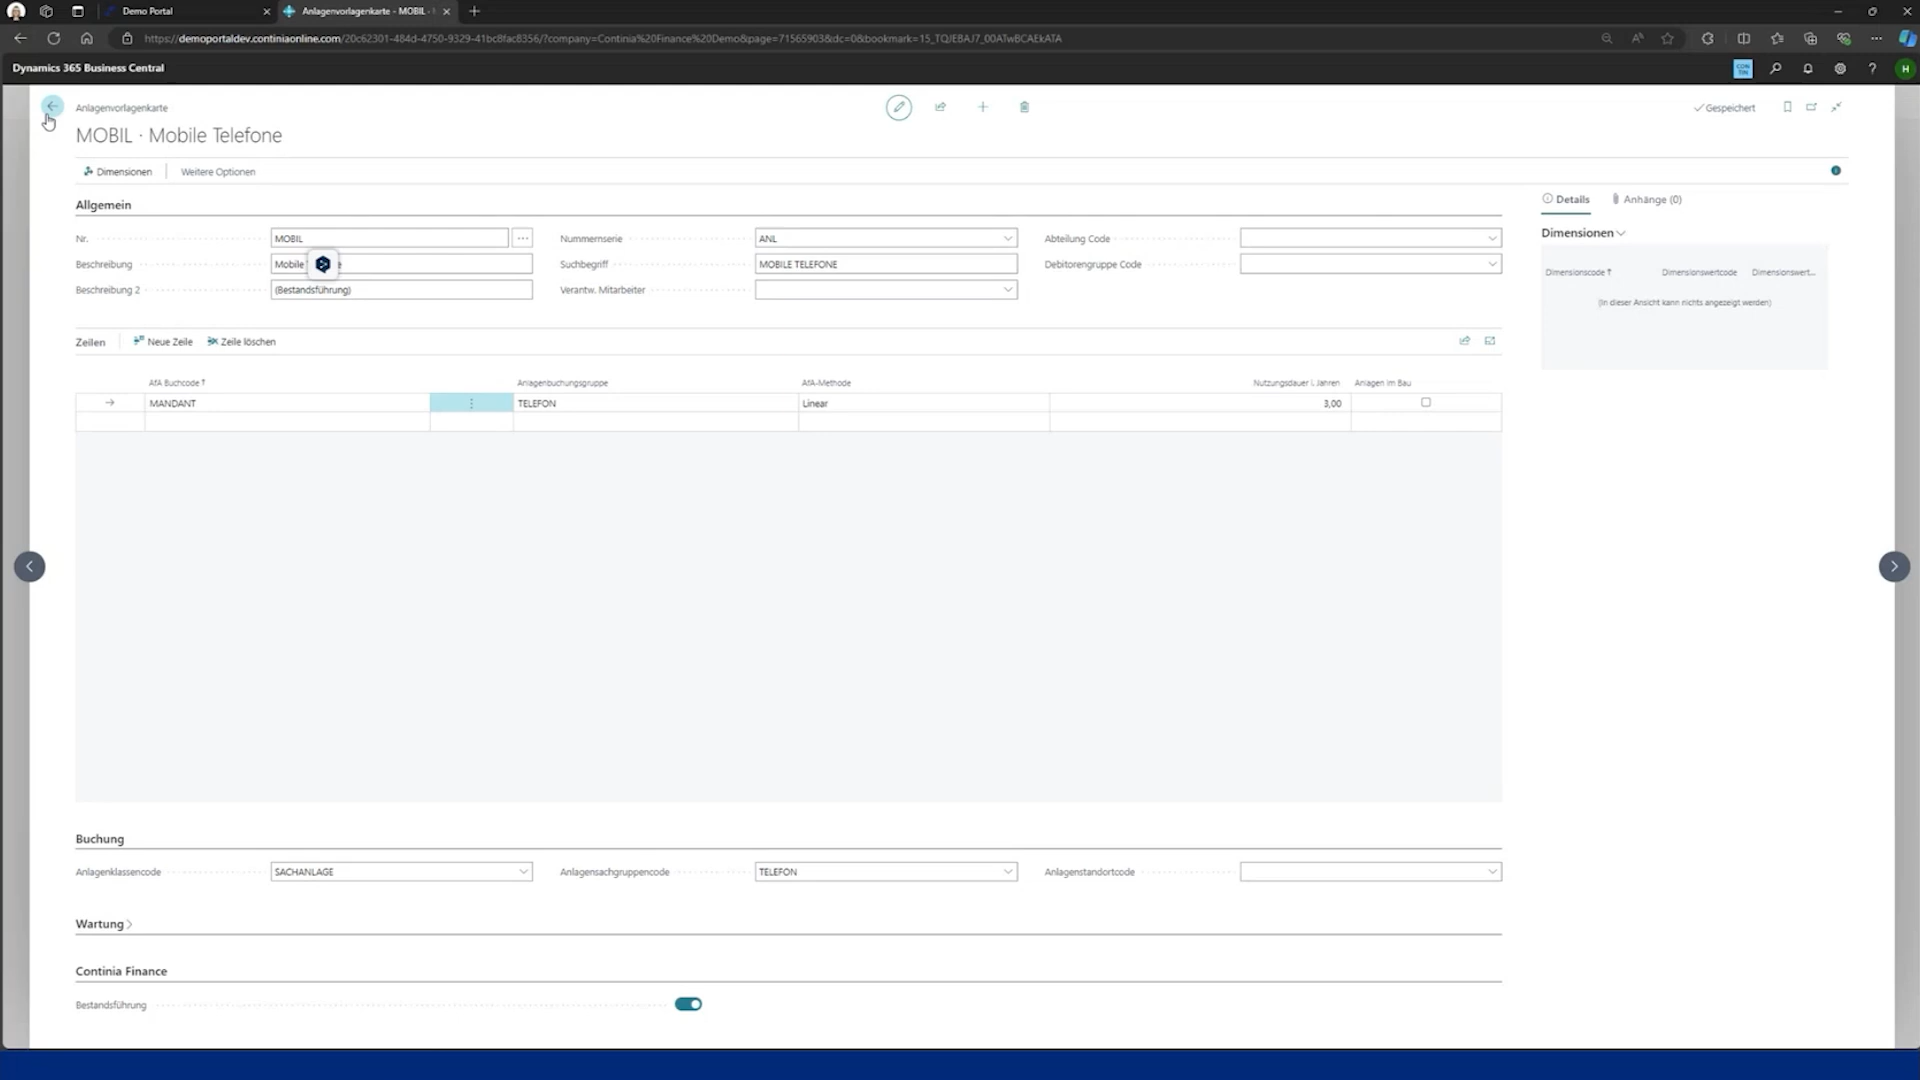 Demo Portal
Anlagenvorlagenkarte - MOBIL ·
https://demoportaldev.continiaonline.com/20c62301-484d-4750-9329-41bc8fac8356/?company=Continia%20Finance%20Demo&page=71565903&dc=0&bookmark=15_TQJEBAJ7_00ATwBCAEkATA
Dynamics 365 Business Central
CON
TIN
?
H
Anlagenvorlagenkarte
Gespeichert
MOBIL · Mobile Telefone
Dimensionen
Weitere Optionen
Allgemein
Details
Anhänge (0)
Nr.
MOBIL
Nummernserie
ANL
Abteilung Code
Dimensionen
Beschreibung
Mobile
Suchbegriff
MOBILE TELEFONE
Debitorengruppe Code
Dimensionscode
Dimensionswertcode
Dimensionswert...
Beschreibung 2
(Bestandsführung)
Verantw. Mitarbeiter
(In dieser Ansicht kann nichts angezeigt werden)
Zeilen
Neue Zeile
Zeile löschen
AfA Buchcode
Anlagenbuchungsgruppe
AfA-Methode
Nutzungsdauer i. Jahren
Anlagen im Bau
MANDANT
TELEFON
Linear
3,00
Buchung
Anlagenklassencode
SACHANLAGE
Anlagensachgruppencode
TELEFON
Anlagenstandortcode
Wartung
Continia Finance
Bestandsführung